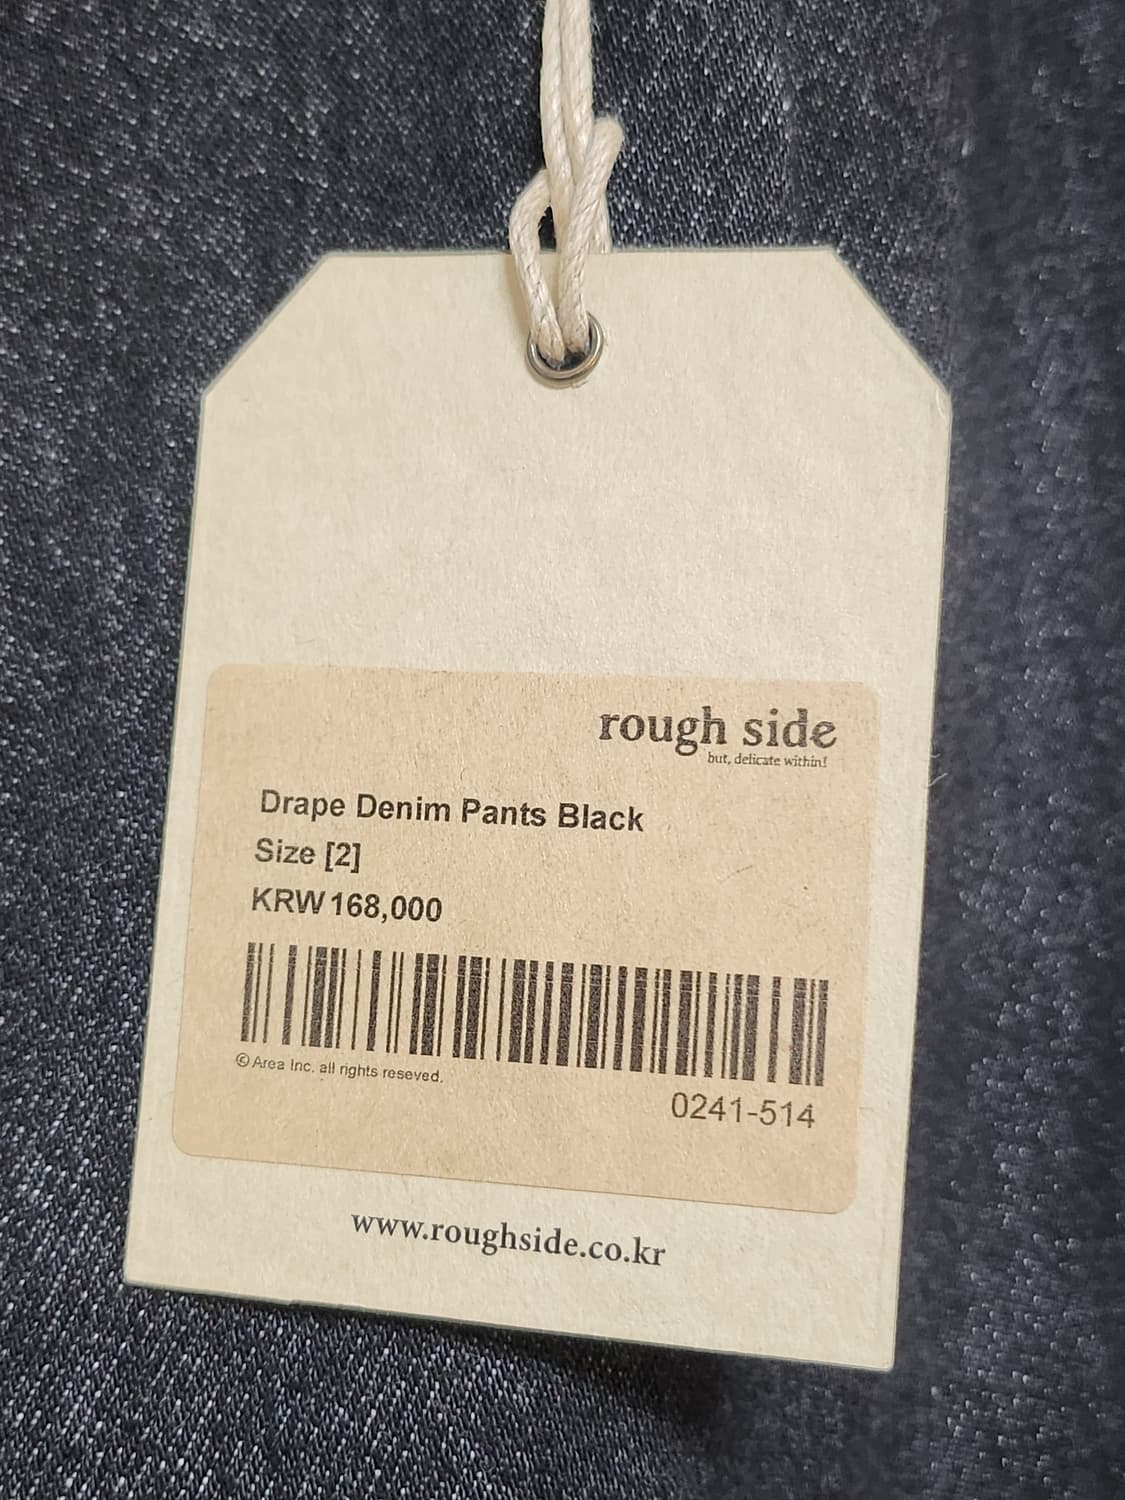 rough side
but, delicate within!
Drape Denim Pants Black
Size [2]
KRW 168,000
© Area Inc. all rights reseved.
0241-514
www.roughside.co.kr